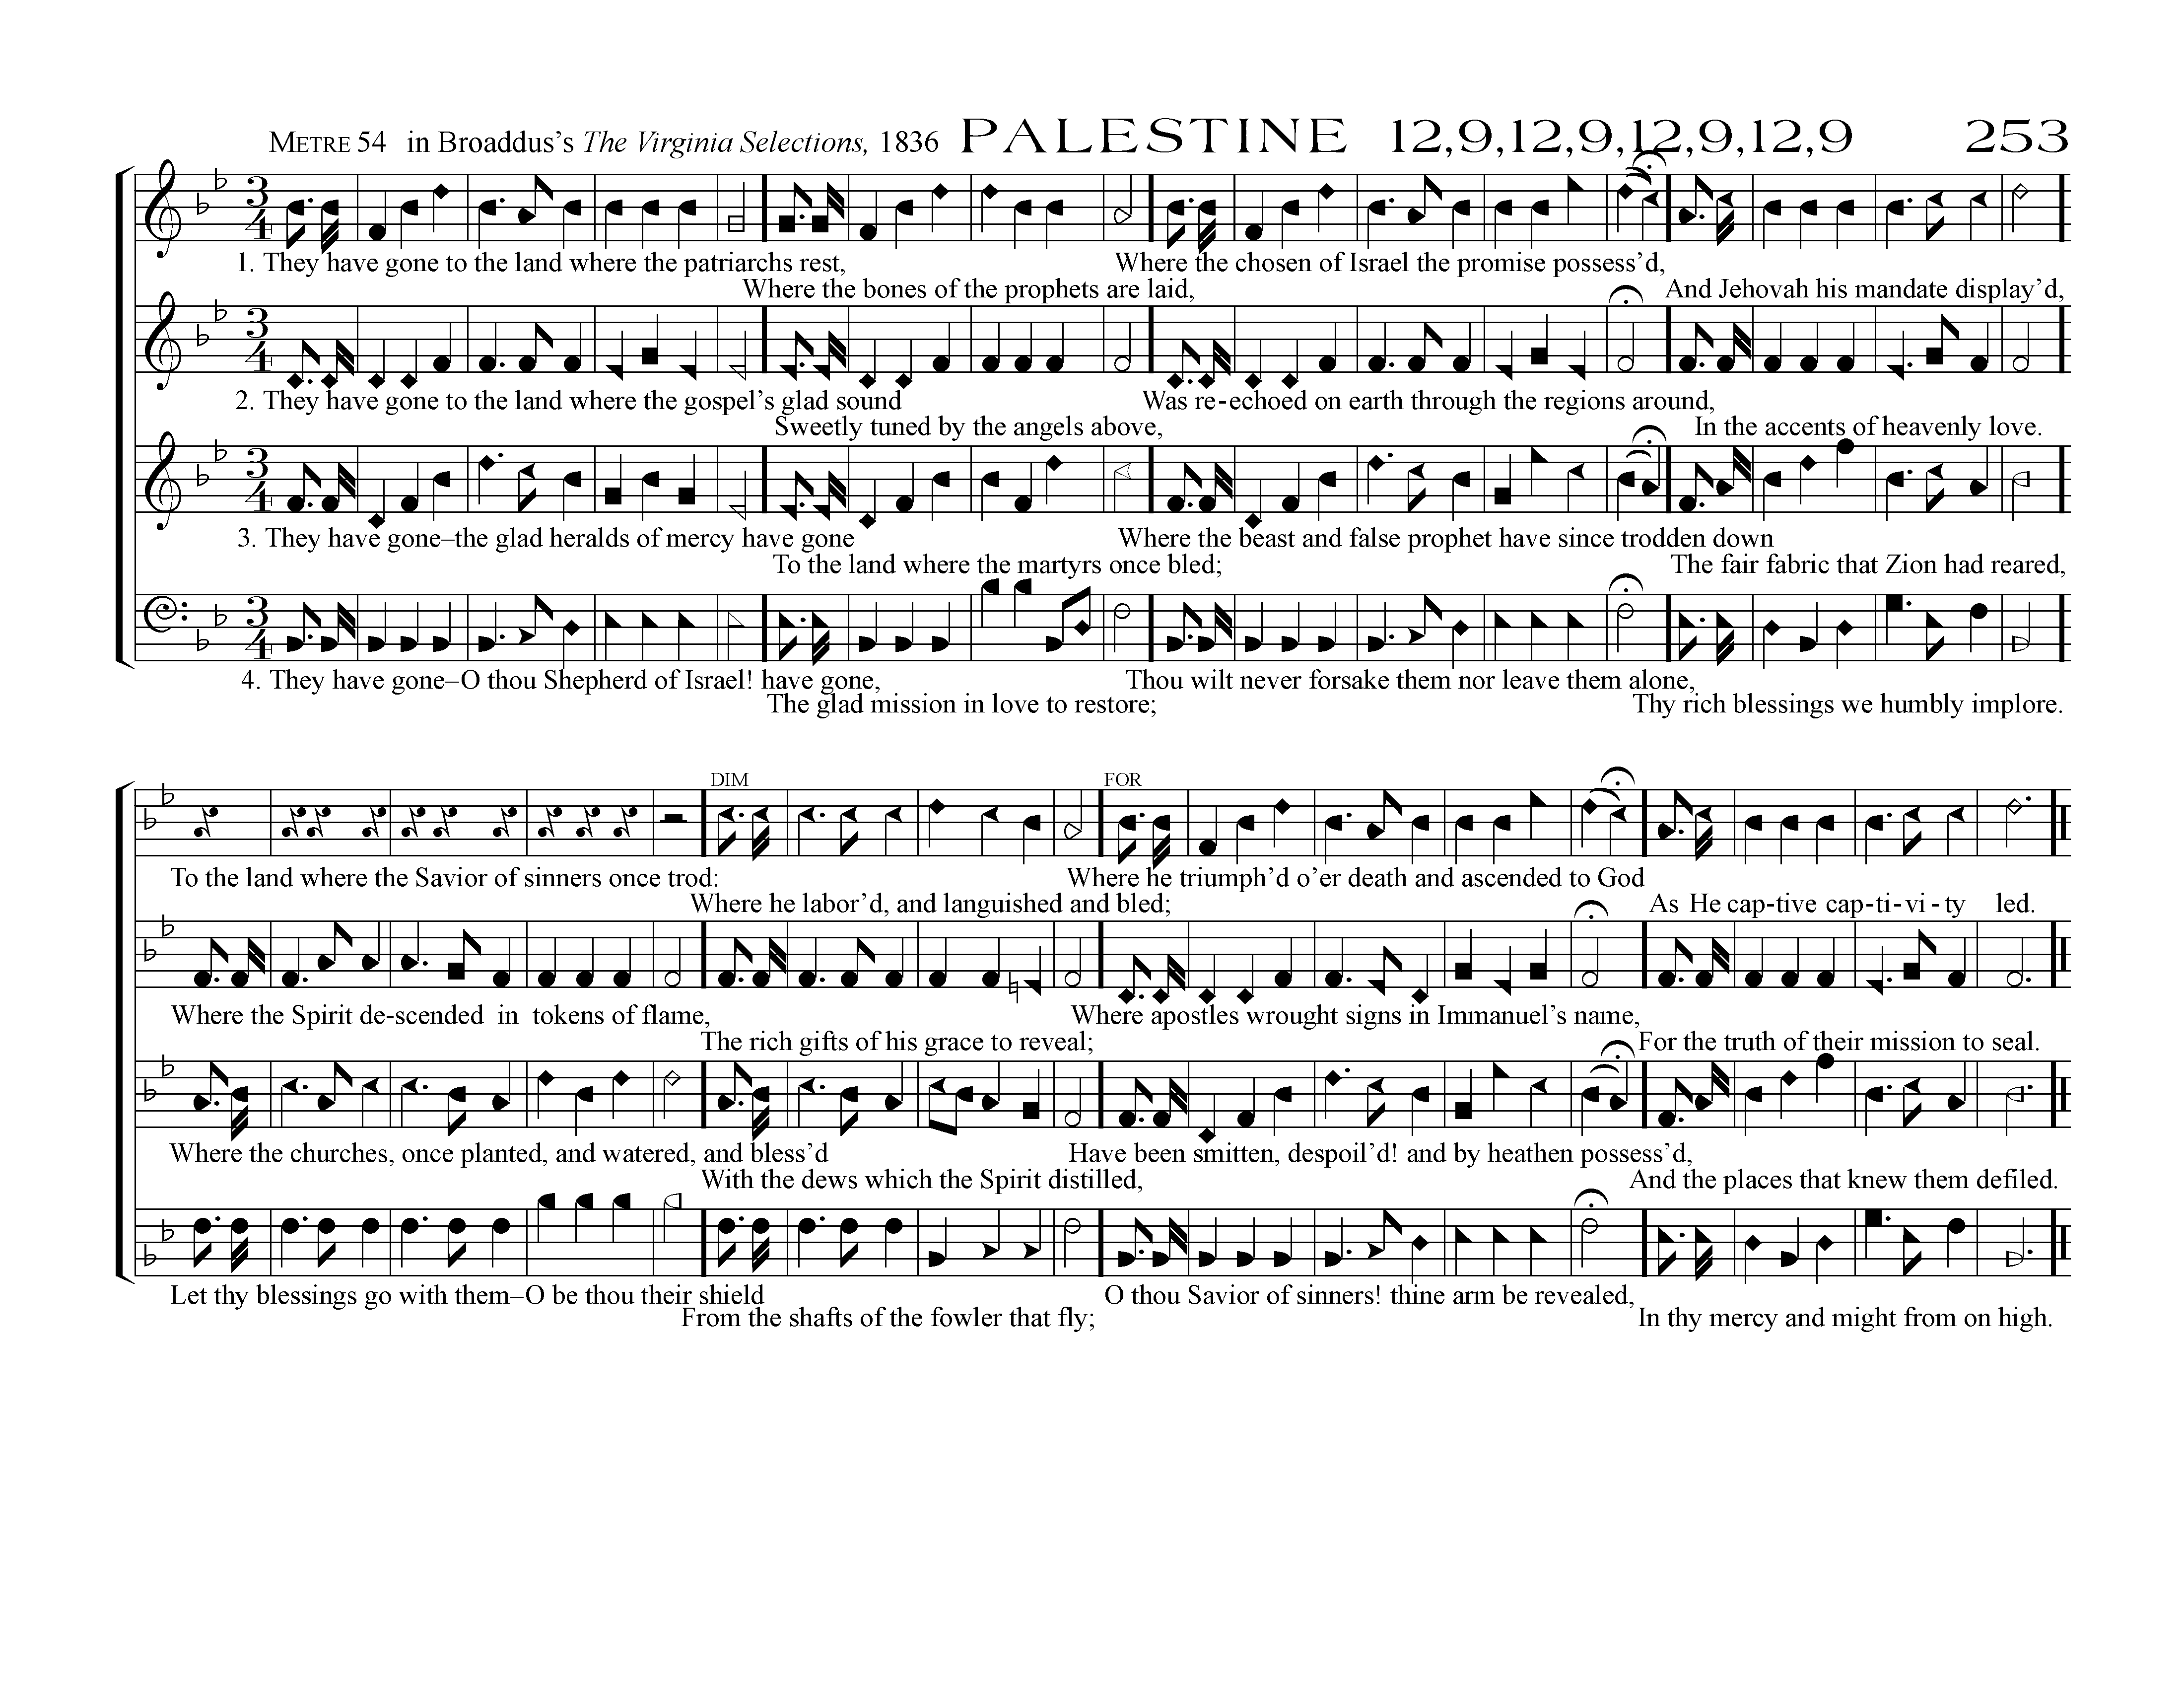 METRE 54 in Broaddus's The Virginia Selections, 1836 PALESTINE 12,9,12,9,12,9,12,9 253
3
4
1. They have gone to the land where the patriarchs rest, Where the chosen of Israel the promise possess'd,
Where the bones of the prophets are laid, And Jehovah his mandate display'd,
3
4
2. They have gone to the land where the gospel's glad sound Was re-echoed on earth through the regions around,
Sweetly tuned by the angels above, In the accents of heavenly love.
3
4
3. They have gone–the glad heralds of mercy have gone Where the beast and false prophet have since trodden down
To the land where the martyrs once bled; The fair fabric that Zion had reared,
3
4
4. They have gone–O thou Shepherd of Israel! have gone, Thou wilt never forsake them nor leave them alone,
The glad mission in love to restore; Thy rich blessings we humbly implore.
DIM FOR
To the land where the Savior of sinners once trod: Where he triumph'd o'er death and ascended to God
Where he labor'd, and languished and bled; As He cap-tive cap-ti-vi-ty led.
Where the Spirit de-scended in tokens of flame, Where apostles wrought signs in Immanuel's name,
The rich gifts of his grace to reveal; For the truth of their mission to seal.
Where the churches, once planted, and watered, and bless'd Have been smitten, despoil'd! and by heathen possess'd,
With the dews which the Spirit distilled, And the places that knew them defiled.
Let thy blessings go with them–O be thou their shield O thou Savior of sinners! thine arm be revealed,
From the shafts of the fowler that fly; In thy mercy and might from on high.